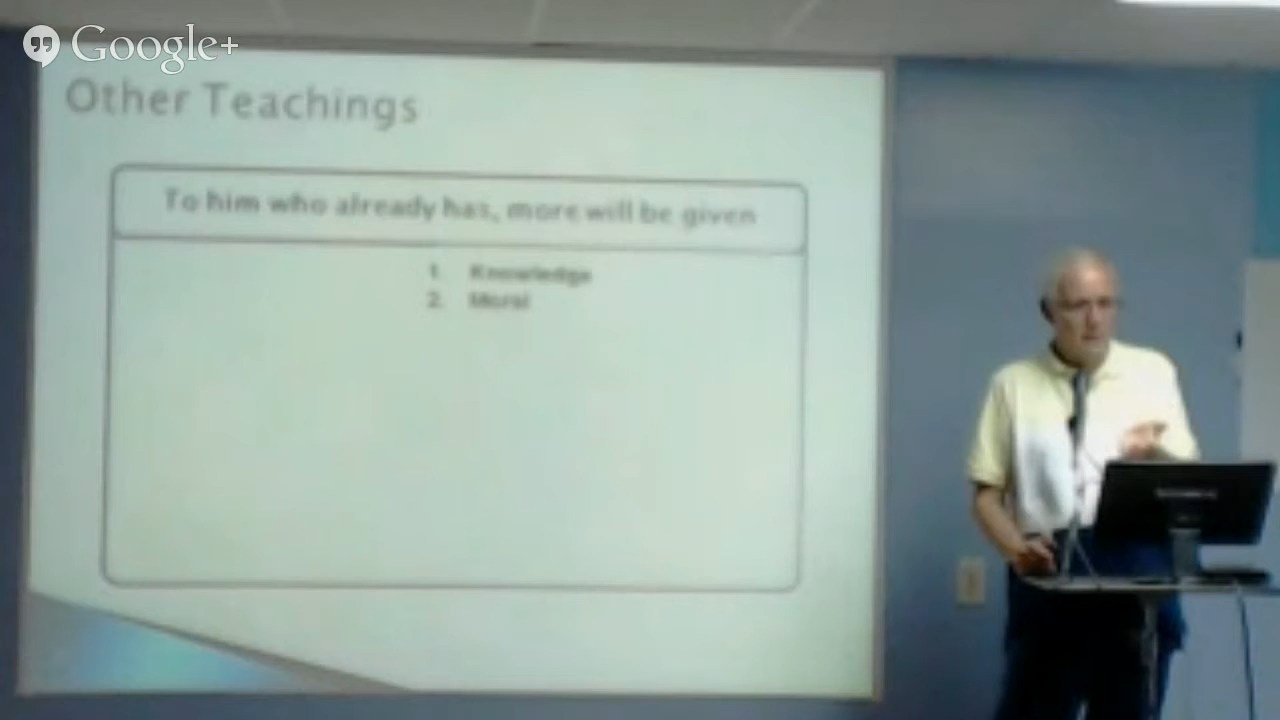 Google+
Other Teachings
To him who already has, more will be given
1. Knowledge
2. Moral